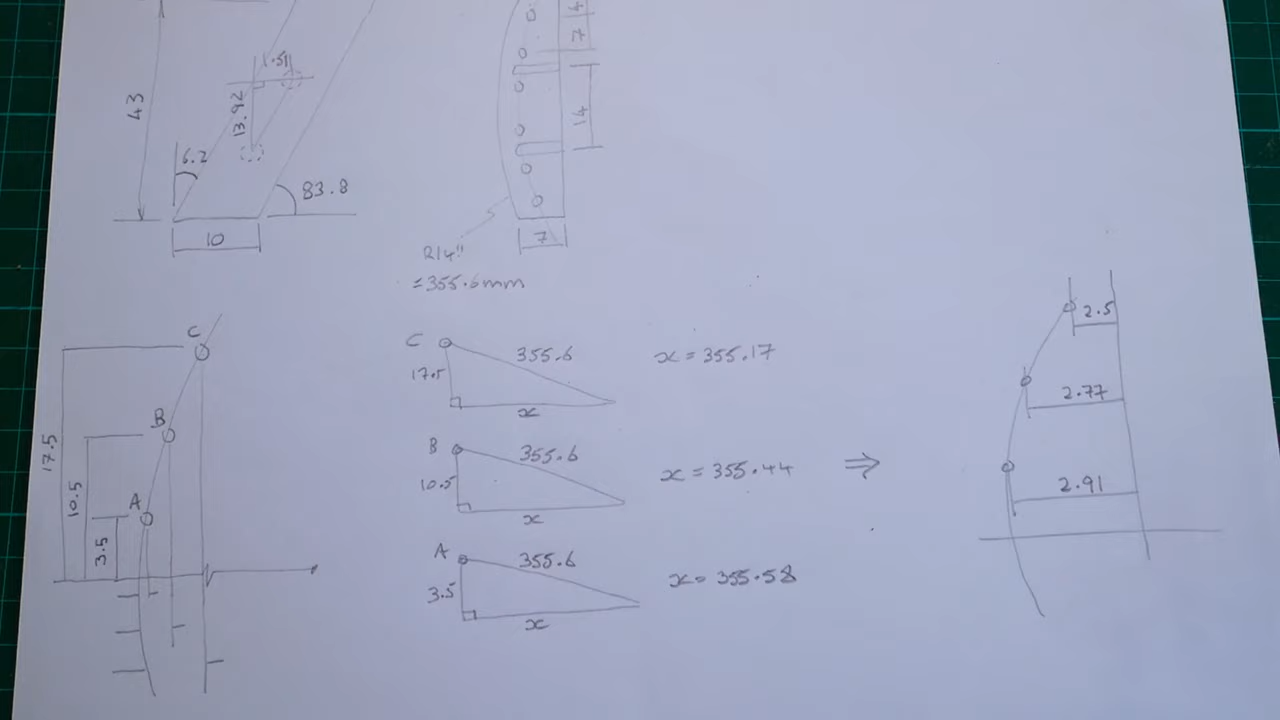 43
1.51
13.92
6.2
83.8
10
4
7
14
7
R14"
=355.6mm
C
B
A
17.5
10.5
3.5
C
17.5
355.6
x
x = 355.17
B
10.5
355.6
x
x = 355.44
⇒
A
3.5
355.6
x
x = 355.58
2.5
2.77
2.91